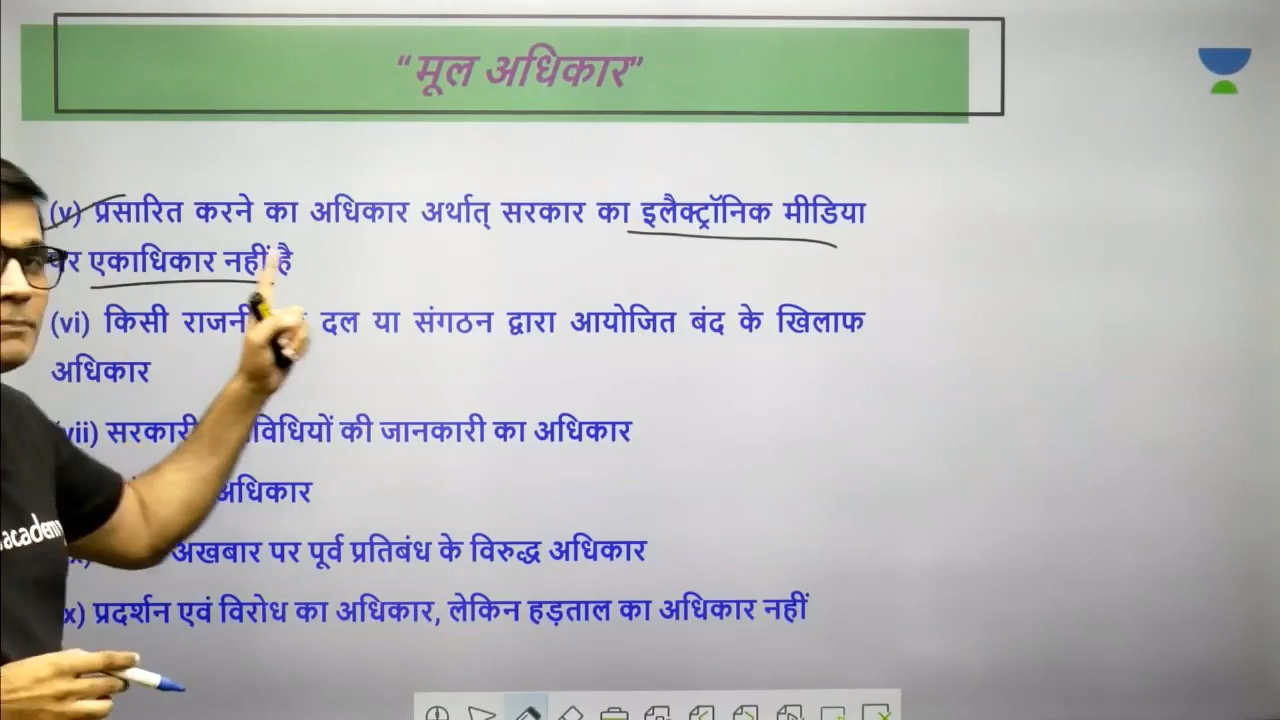 “मूल अधिकार”
(v) प्रसारित करने का अधिकार अर्थात् सरकार का इलैक्ट्रॉनिक मीडिया
एकाधिकार नहीं है
(vi) किसी दल या संगठन द्वारा आयोजित बंद के खिलाफ
अधिकार
सरकारी की जानकारी का अधिकार
अधिकार
अखबार पर पूर्व प्रतिबंध के विरुद्ध अधिकार
प्रदर्शन एवं विरोध का अधिकार, लेकिन हड़ताल का अधिकार नहीं